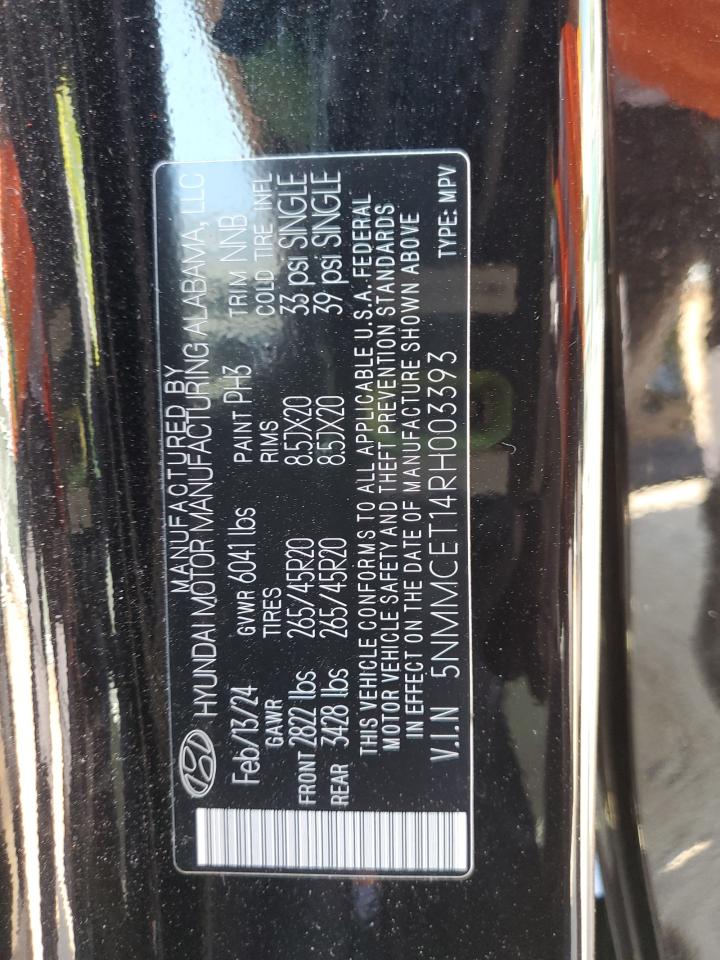 MANUFACTURED BY
HYUNDAI MOTOR MANUFACTURING ALABAMA, LLC
Feb/13/24 GVWR 6041 lbs PAINT PH3 TRIM NNB
GAWR TIRES RIMS COLD TIRE INFL
FRONT 2822 lbs 265/45R20 8.5JX20 33 psi SINGLE
REAR 3428 lbs 265/45R20 8.5JX20 39 psi SINGLE
THIS VEHICLE CONFORMS TO ALL APPLICABLE U.S.A. FEDERAL
MOTOR VEHICLE SAFETY AND THEFT PREVENTION STANDARDS
IN EFFECT ON THE DATE OF MANUFACTURE SHOWN ABOVE
V.I.N 5NMMCET14RH003393 TYPE: MPV